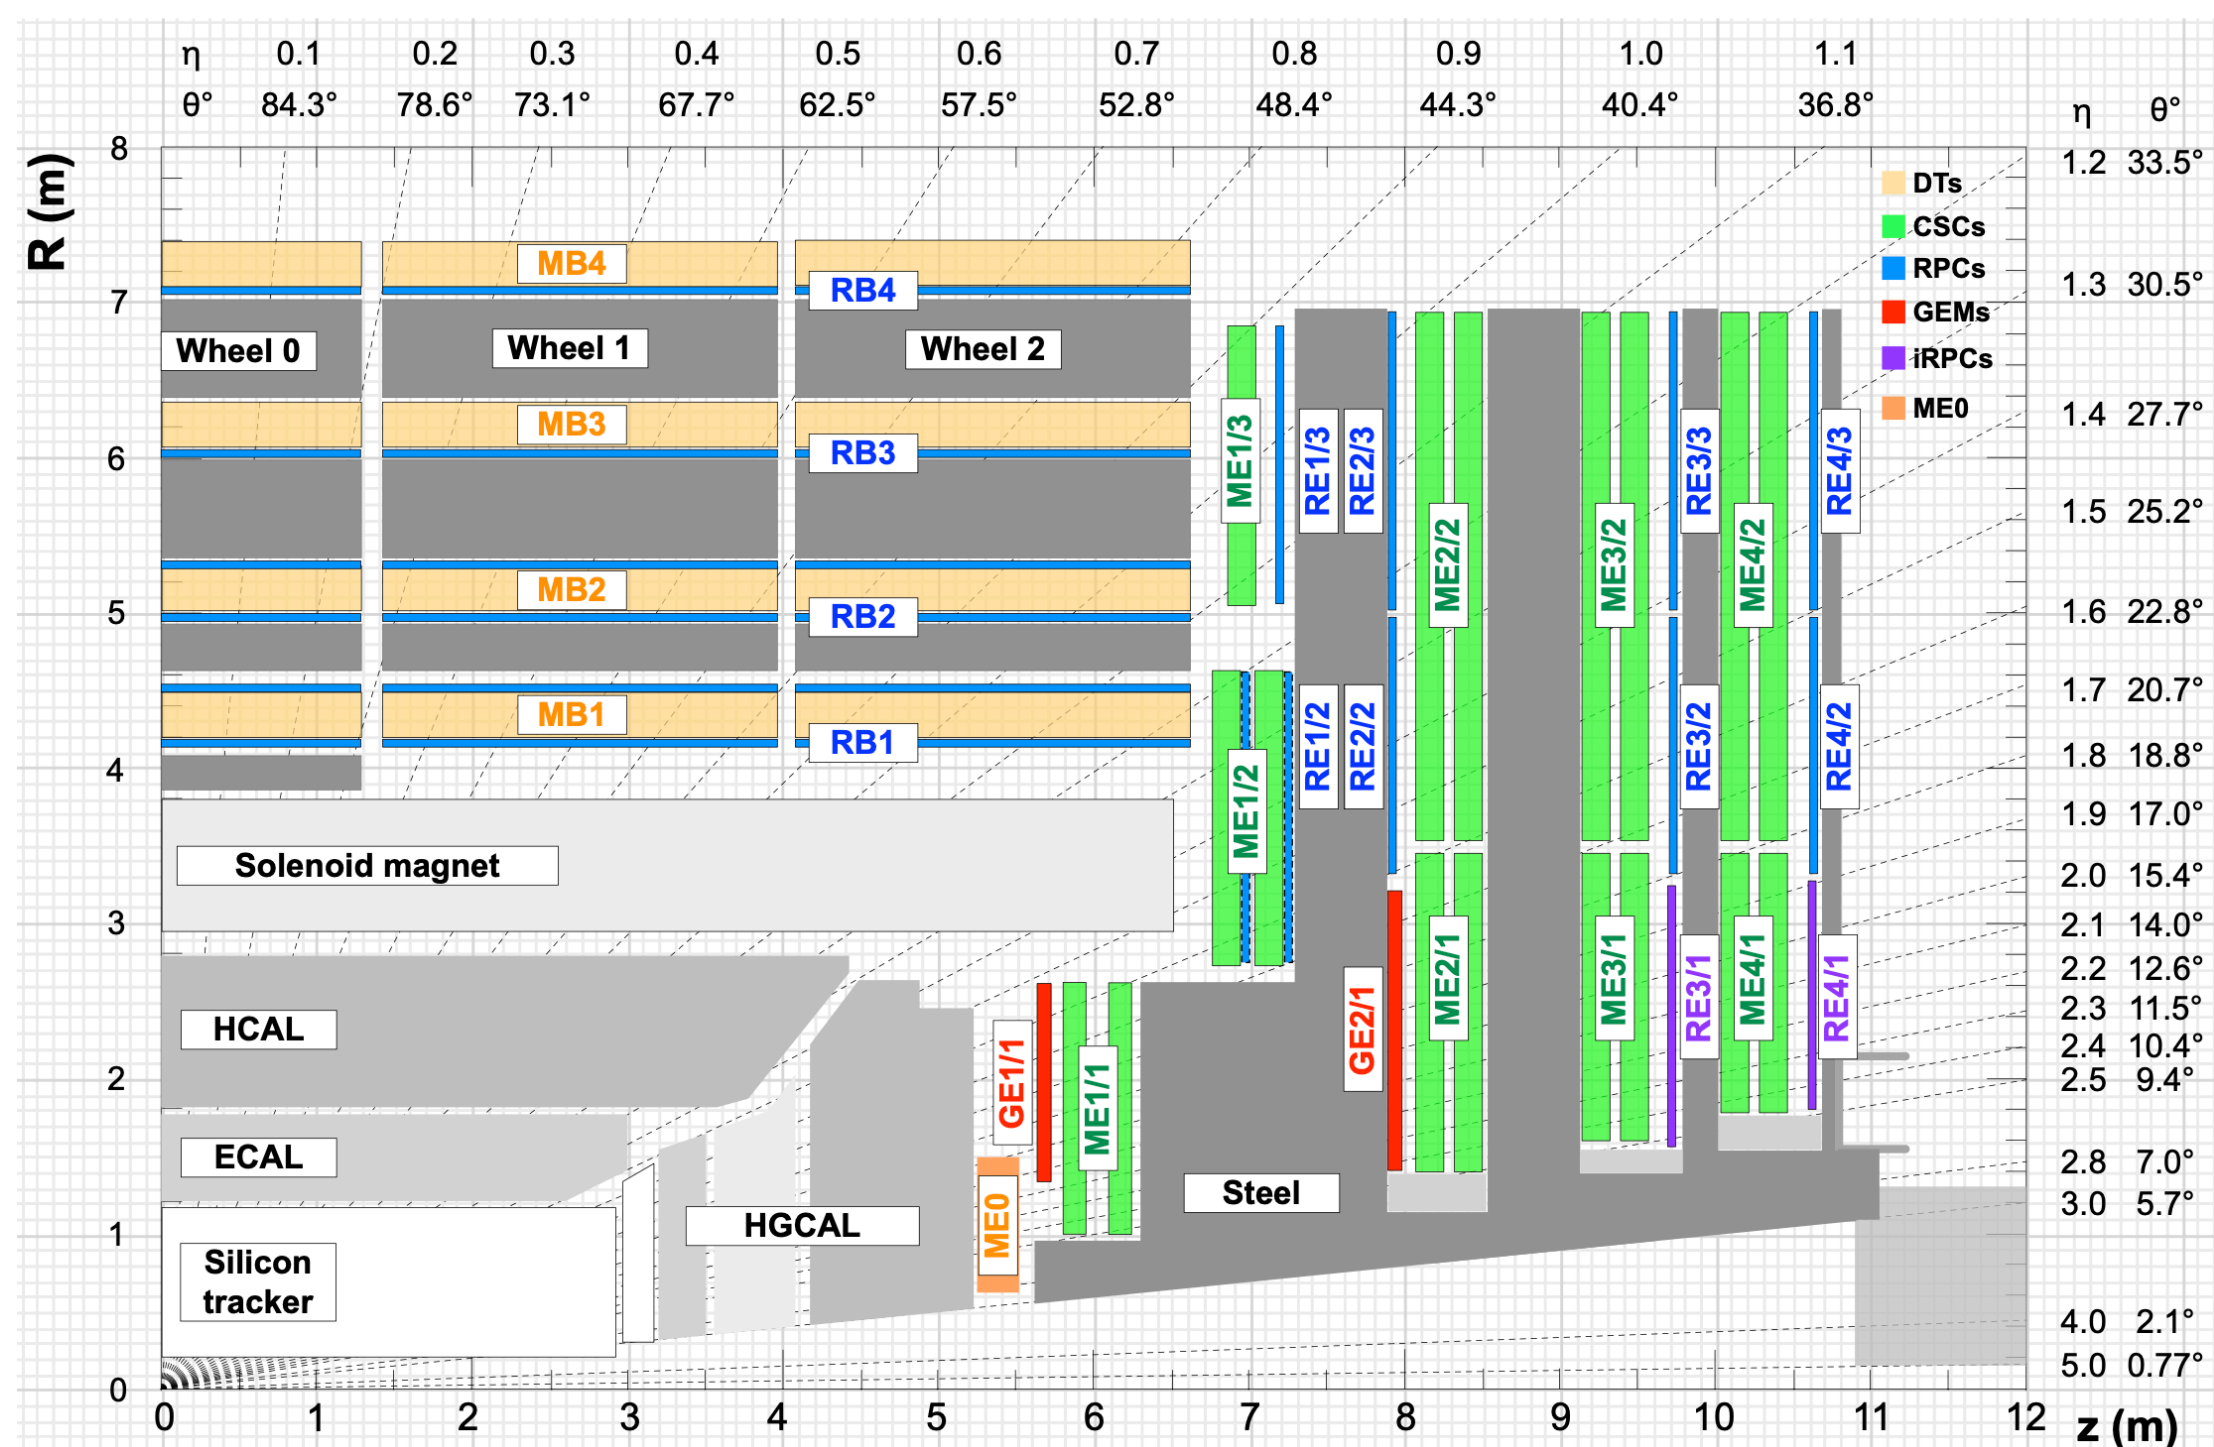 η 0.1 0.2 0.3 0.4 0.5 0.6 0.7 0.8 0.9 1.0 1.1
θ° 84.3° 78.6° 73.1° 67.7° 62.5° 57.5° 52.8° 48.4° 44.3° 40.4° 36.8°
η θ°
1.2 33.5°
1.3 30.5°
1.4 27.7°
1.5 25.2°
1.6 22.8°
1.7 20.7°
1.8 18.8°
1.9 17.0°
2.0 15.4°
2.1 14.0°
2.2 12.6°
2.3 11.5°
2.4 10.4°
2.5 9.4°
2.8 7.0°
3.0 5.7°
4.0 2.1°
5.0 0.77°
DTs
CSCs
RPCs
GEMs
iRPCs
ME0
R (m)
8
7
6
5
4
3
2
1
0
MB4
RB4
Wheel 0
Wheel 1
Wheel 2
MB3
RB3
MB2
RB2
MB1
RB1
Solenoid magnet
HCAL
ECAL
Silicon
tracker
HGCAL
ME0
GE1/1
ME1/1
Steel
ME1/3
RE1/3
RE2/3
ME2/2
ME3/2
RE3/3
ME4/2
RE4/3
ME1/2
RE1/2
RE2/2
RE3/2
RE4/2
GE2/1
ME2/1
ME3/1
RE3/1
ME4/1
RE4/1
0 1 2 3 4 5 6 7 8 9 10 11 12
z (m)